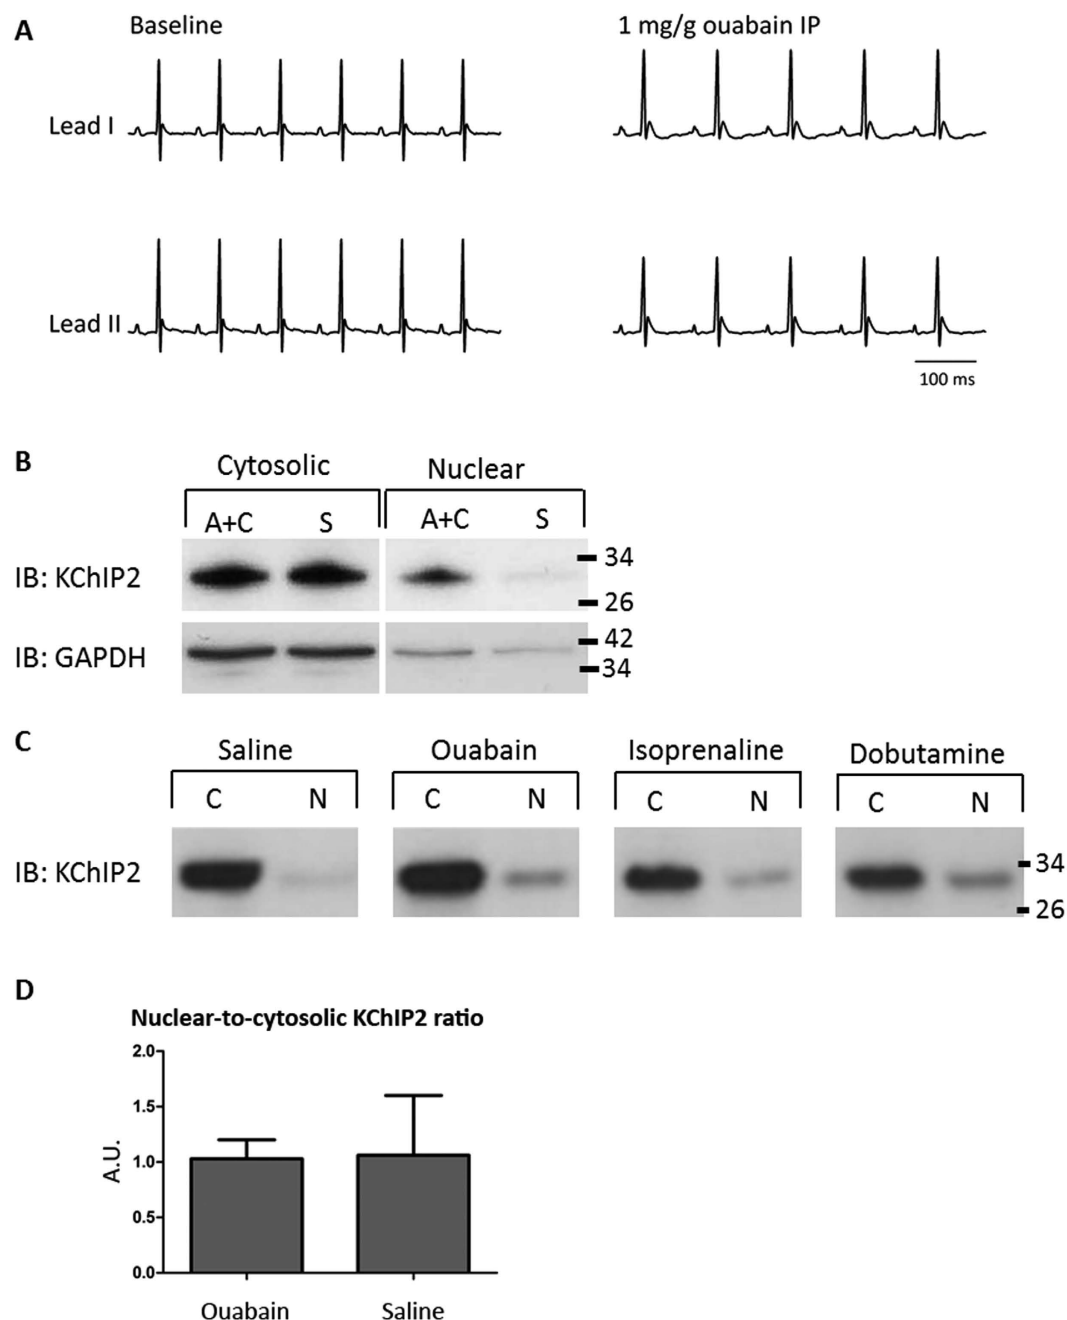 A
Baseline
1 mg/g ouabain IP
Lead I
Lead II
100 ms
B
Cytosolic
Nuclear
A+C
S
A+C
S
IB: KChIP2
34
26
IB: GAPDH
42
34
C
Saline
Ouabain
Isoprenaline
Dobutamine
C
N
C
N
C
N
C
N
IB: KChIP2
34
26
D
Nuclear-to-cytosolic KChIP2 ratio
2.0
1.5
1.0
0.5
0.0
A.U.
Ouabain
Saline